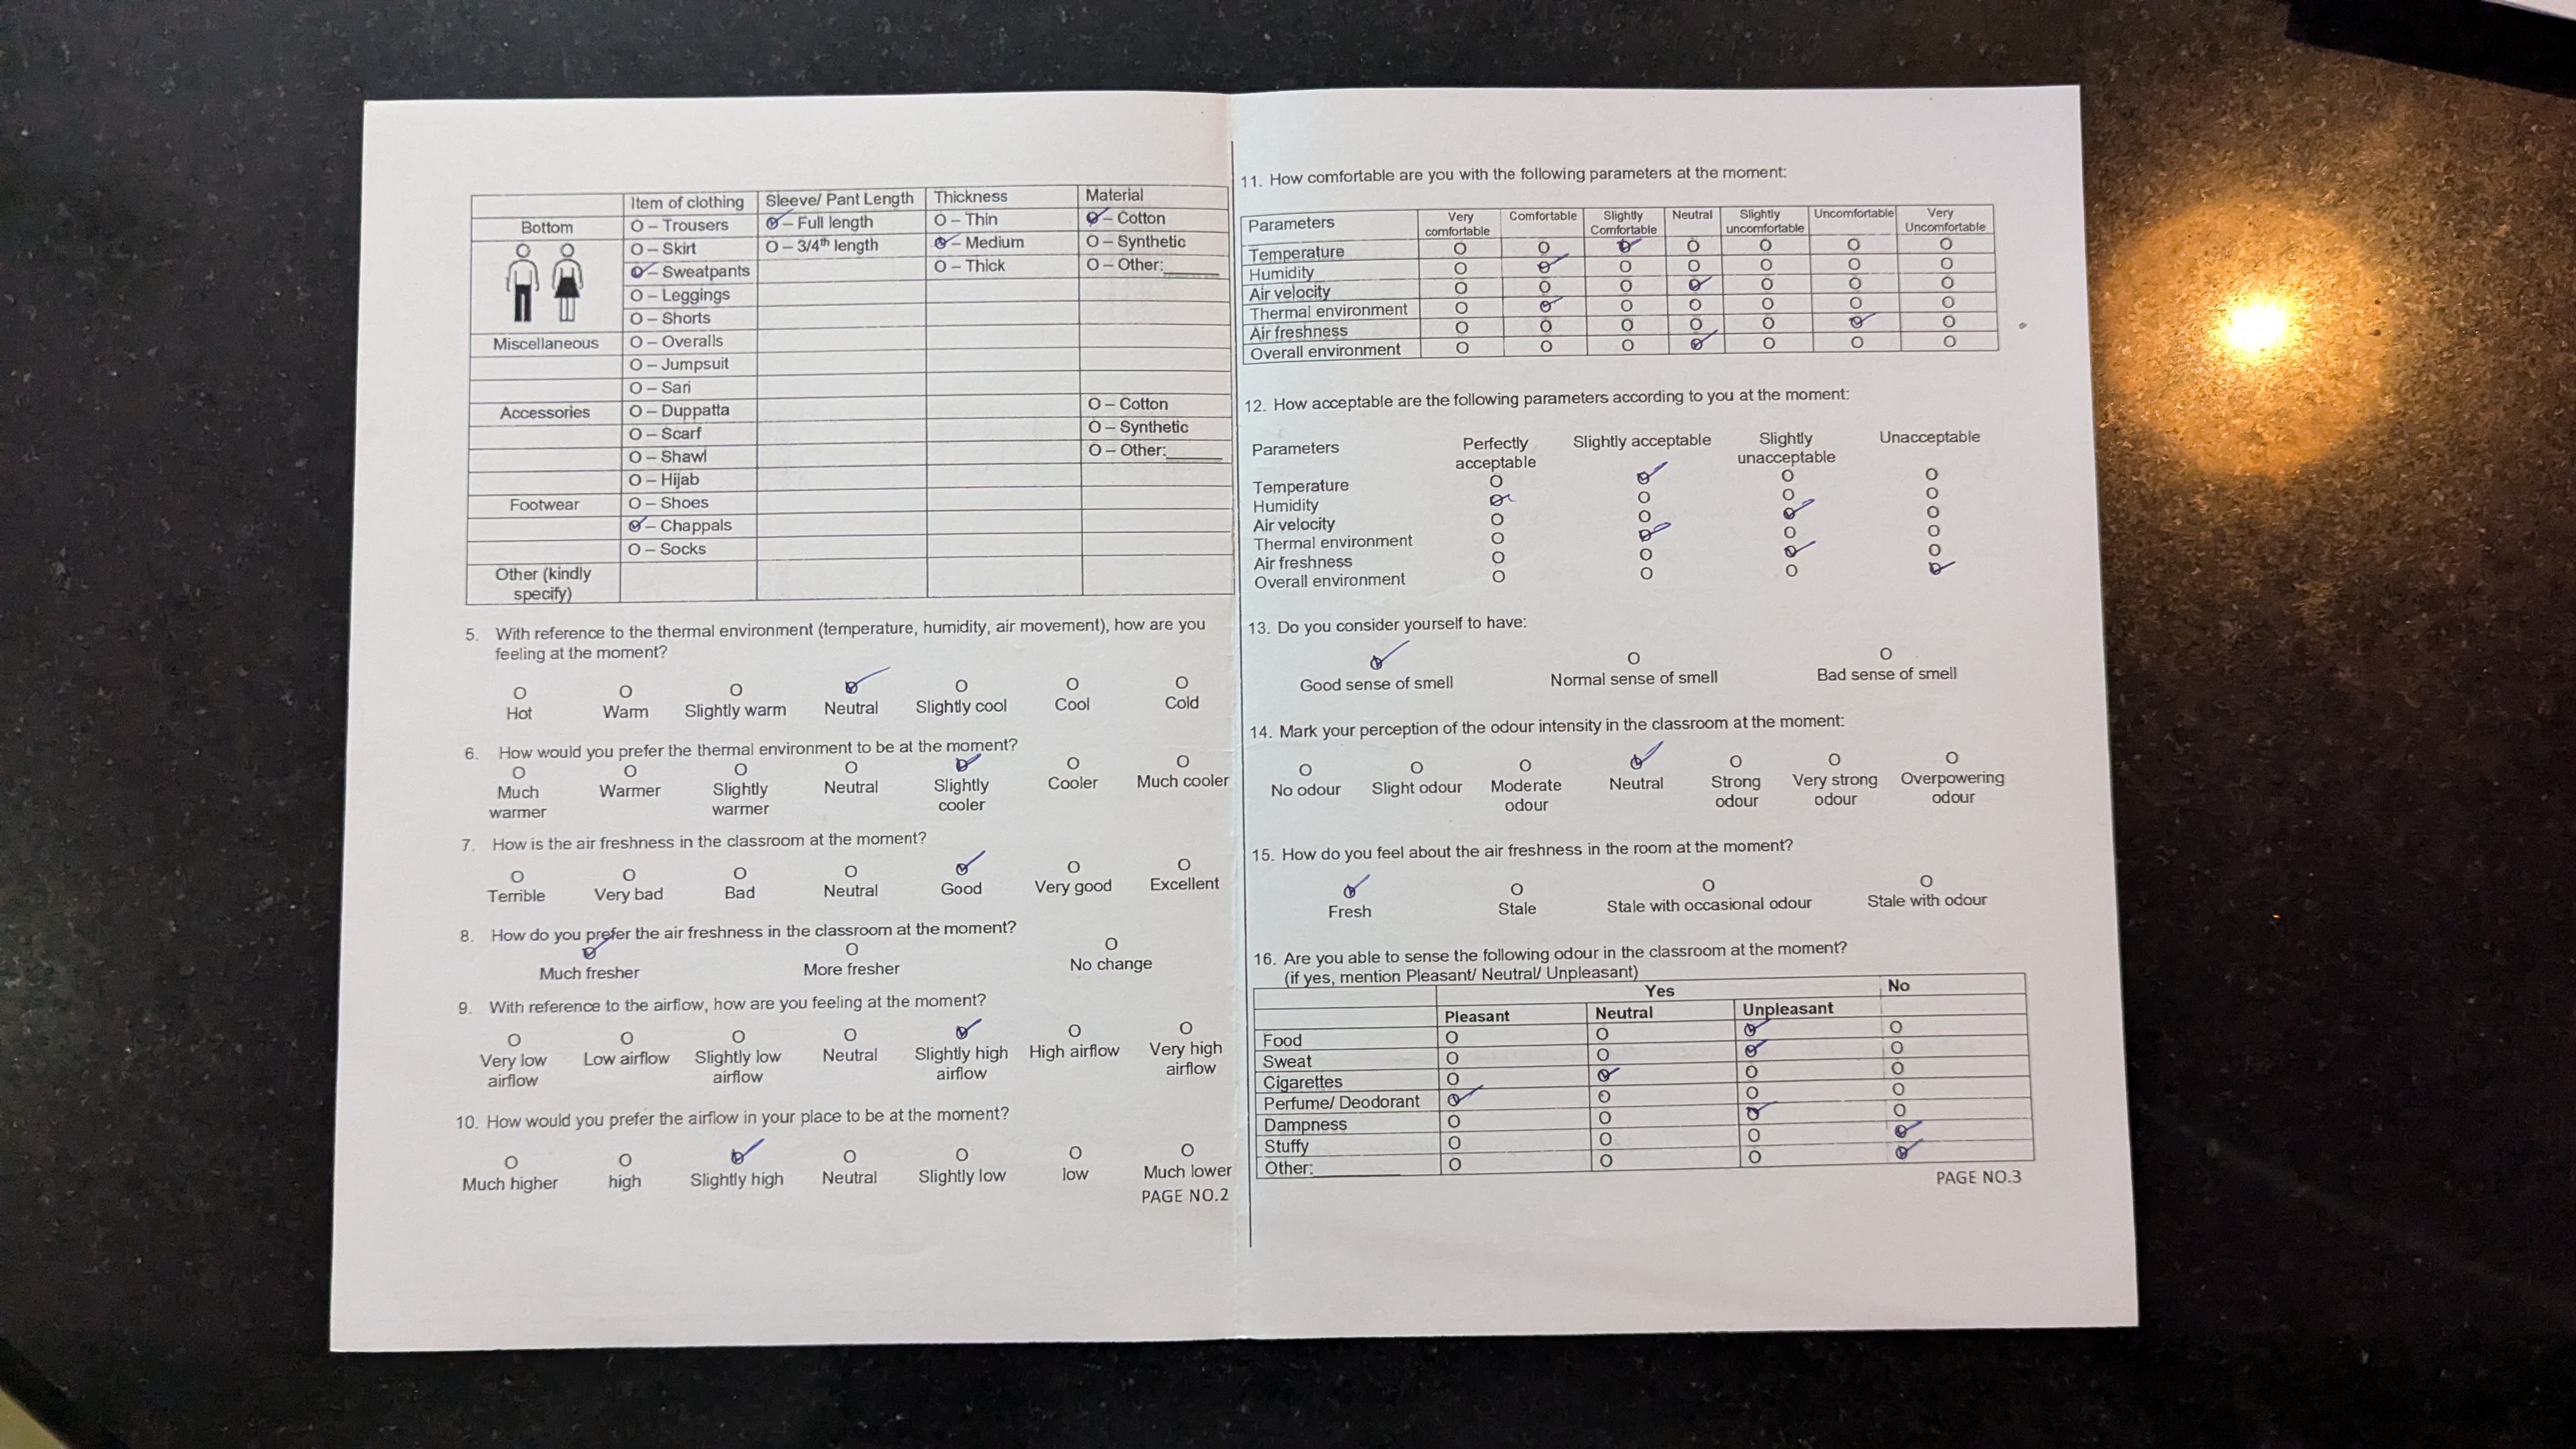 Item of clothing Sleeve/ Pant Length Thickness Material
Bottom O – Trousers O – Full length O – Thin O – Cotton
O – Skirt O – 3/4th length O – Medium O – Synthetic
O – Sweatpants O – Thick O – Other:______
O – Leggings
O – Shorts
Miscellaneous O – Overalls
O – Jumpsuit
O – Sari
Accessories O – Duppatta O – Cotton
O – Scarf O – Synthetic
O – Shawl O – Other:______
O – Hijab
Footwear O – Shoes
O – Chappals
O – Socks
Other (kindly
specify)
5. With reference to the thermal environment (temperature, humidity, air movement), how are you
feeling at the moment?
O O O O O O O
Hot Warm Slightly warm Neutral Slightly cool Cool Cold
6. How would you prefer the thermal environment to be at the moment?
O O O O O O O
Much Warmer Slightly Neutral Slightly Cooler Much cooler
warmer warmer cooler
7. How is the air freshness in the classroom at the moment?
O O O O O O O
Terrible Very bad Bad Neutral Good Very good Excellent
8. How do you prefer the air freshness in the classroom at the moment?
O O O
Much fresher More fresher No change
9. With reference to the airflow, how are you feeling at the moment?
O O O O O O O
Very low Low airflow Slightly low Neutral Slightly high High airflow Very high
airflow airflow airflow airflow
10. How would you prefer the airflow in your place to be at the moment?
O O O O O O O
Much higher high Slightly high Neutral Slightly low low Much lower
PAGE NO.2
11. How comfortable are you with the following parameters at the moment:
Parameters Very Comfortable Slightly Neutral Slightly Uncomfortable Very
comfortable Comfortable uncomfortable Uncomfortable
Temperature O O O O O O O
Humidity O O O O O O O
Air velocity O O O O O O O
Thermal environment O O O O O O O
Air freshness O O O O O O O
Overall environment O O O O O O O
12. How acceptable are the following parameters according to you at the moment:
Parameters Perfectly Slightly acceptable Slightly Unacceptable
acceptable unacceptable
Temperature O O O O
Humidity O O O O
Air velocity O O O O
Thermal environment O O O O
Air freshness O O O O
Overall environment O O O O
13. Do you consider yourself to have:
O O O
Good sense of smell Normal sense of smell Bad sense of smell
14. Mark your perception of the odour intensity in the classroom at the moment:
O O O O O O O
No odour Slight odour Moderate Neutral Strong Very strong Overpowering
odour odour odour odour
15. How do you feel about the air freshness in the room at the moment?
O O O O
Fresh Stale Stale with occasional odour Stale with odour
16. Are you able to sense the following odour in the classroom at the moment?
(if yes, mention Pleasant/ Neutral/ Unpleasant)
Yes No
Pleasant Neutral Unpleasant
Food O O O O
Sweat O O O O
Cigarettes O O O O
Perfume/ Deodorant O O O O
Dampness O O O O
Stuffy O O O O
Other:________ O O O O
PAGE NO.3